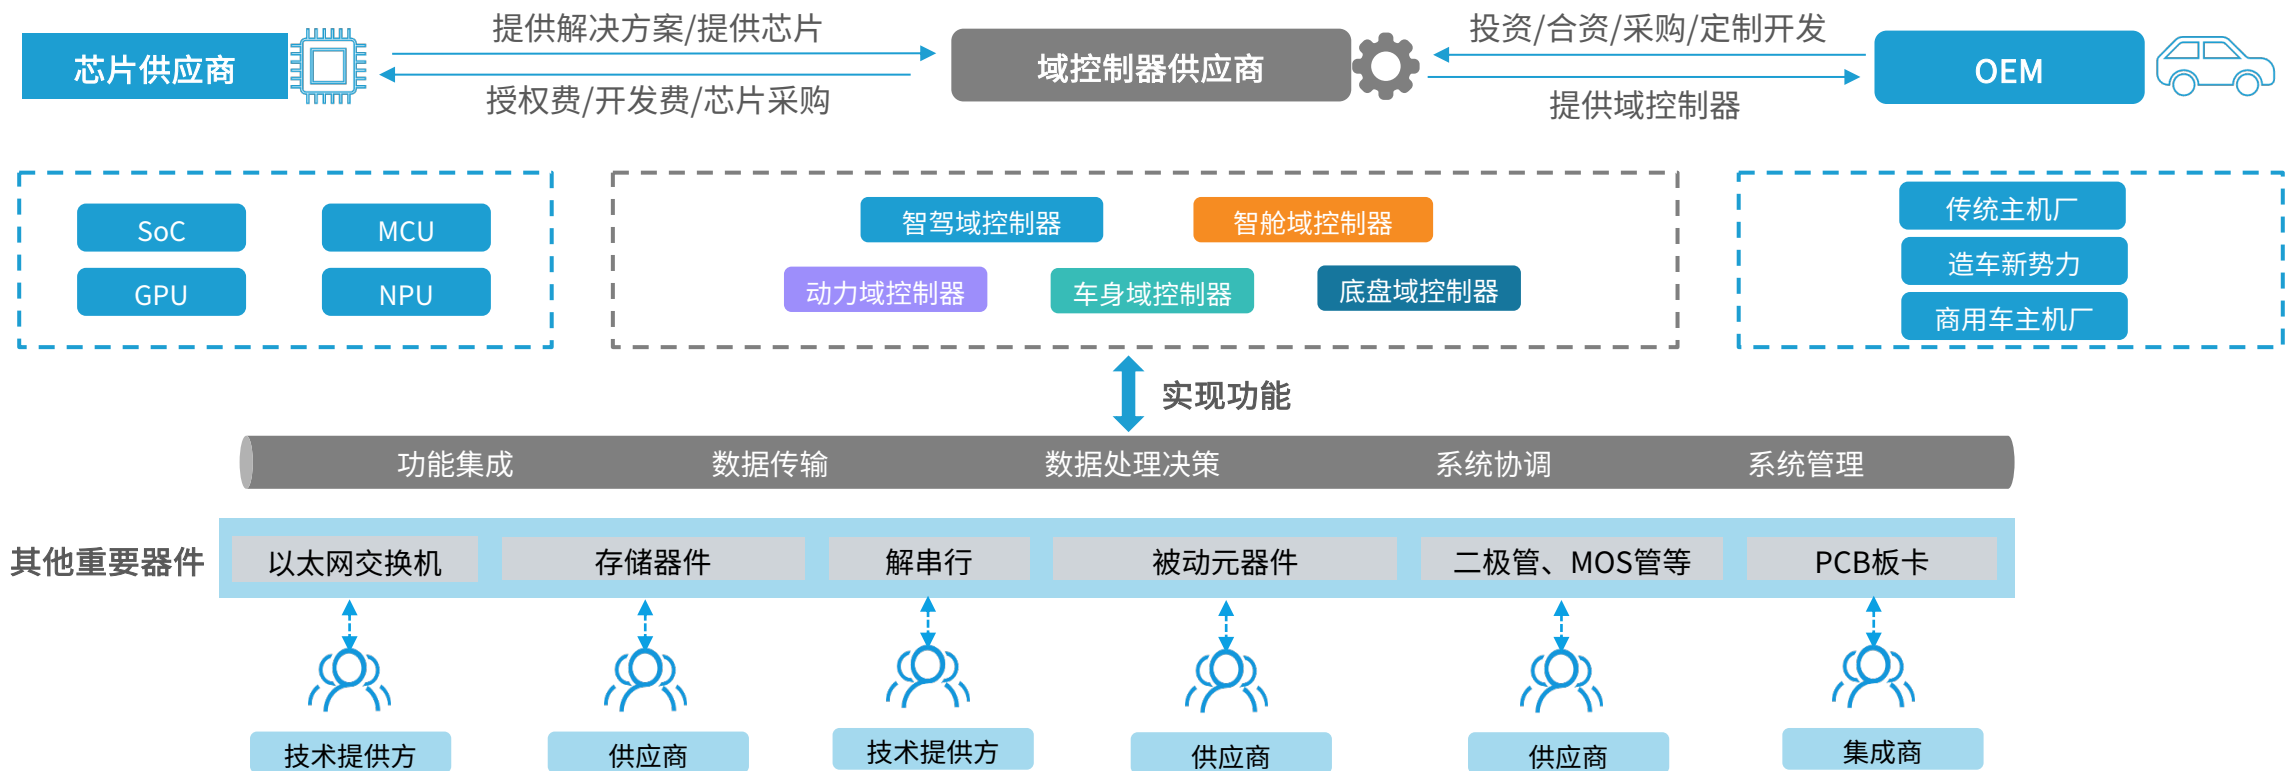 提供解决方案/提供芯片
投资/合资/采购/定制开发
芯片供应商
域控制器供应商
OEM
授权费/开发费/芯片采购
提供域控制器
SoC
MCU
GPU
NPU
智驾域控制器
智舱域控制器
动力域控制器
车身域控制器
底盘域控制器
传统主机厂
造车新势力
商用车主机厂
实现功能
功能集成
数据传输
数据处理决策
系统协调
系统管理
其他重要器件
以太网交换机
存储器件
解串行
被动元器件
二极管、MOS管等
PCB板卡
技术提供方
供应商
技术提供方
供应商
供应商
集成商